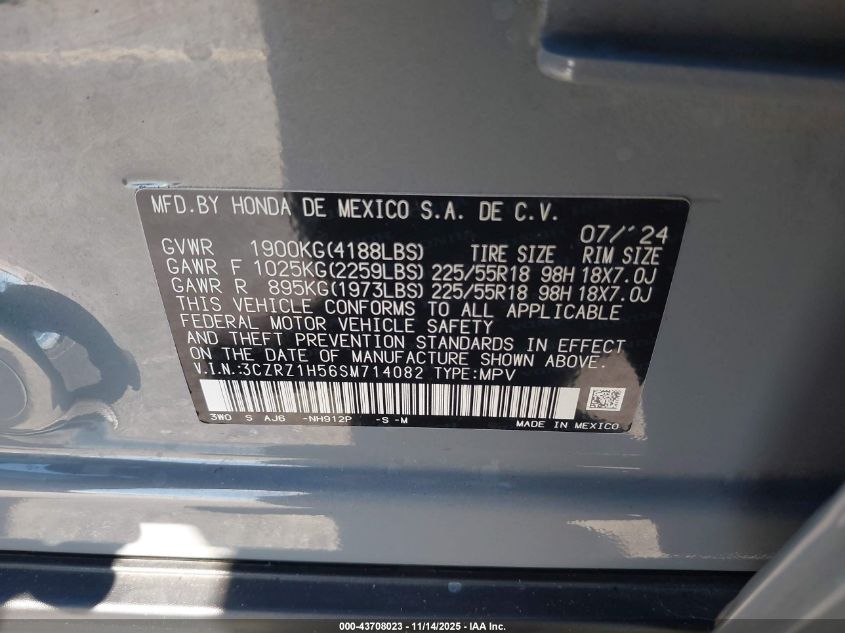 MFD.BY HONDA DE MEXICO S.A. DE C.V.
07/'24
GVWR 1900KG(4188LBS) TIRE SIZE RIM SIZE
GAWR F 1025KG(2259LBS) 225/55R18 98H 18X7.0J
GAWR R 895KG(1973LBS) 225/55R18 98H 18X7.0J
THIS VEHICLE CONFORMS TO ALL APPLICABLE
FEDERAL MOTOR VEHICLE SAFETY
AND THEFT PREVENTION STANDARDS IN EFFECT
ON THE DATE OF MANUFACTURE SHOWN ABOVE.
V.I.N.:3CZRZ1H56SM714082 TYPE:MPV
3W0 S AJ6 -NH912P -S -M
MADE IN MEXICO
000-43708023 - 11/14/2025 - IAA Inc.